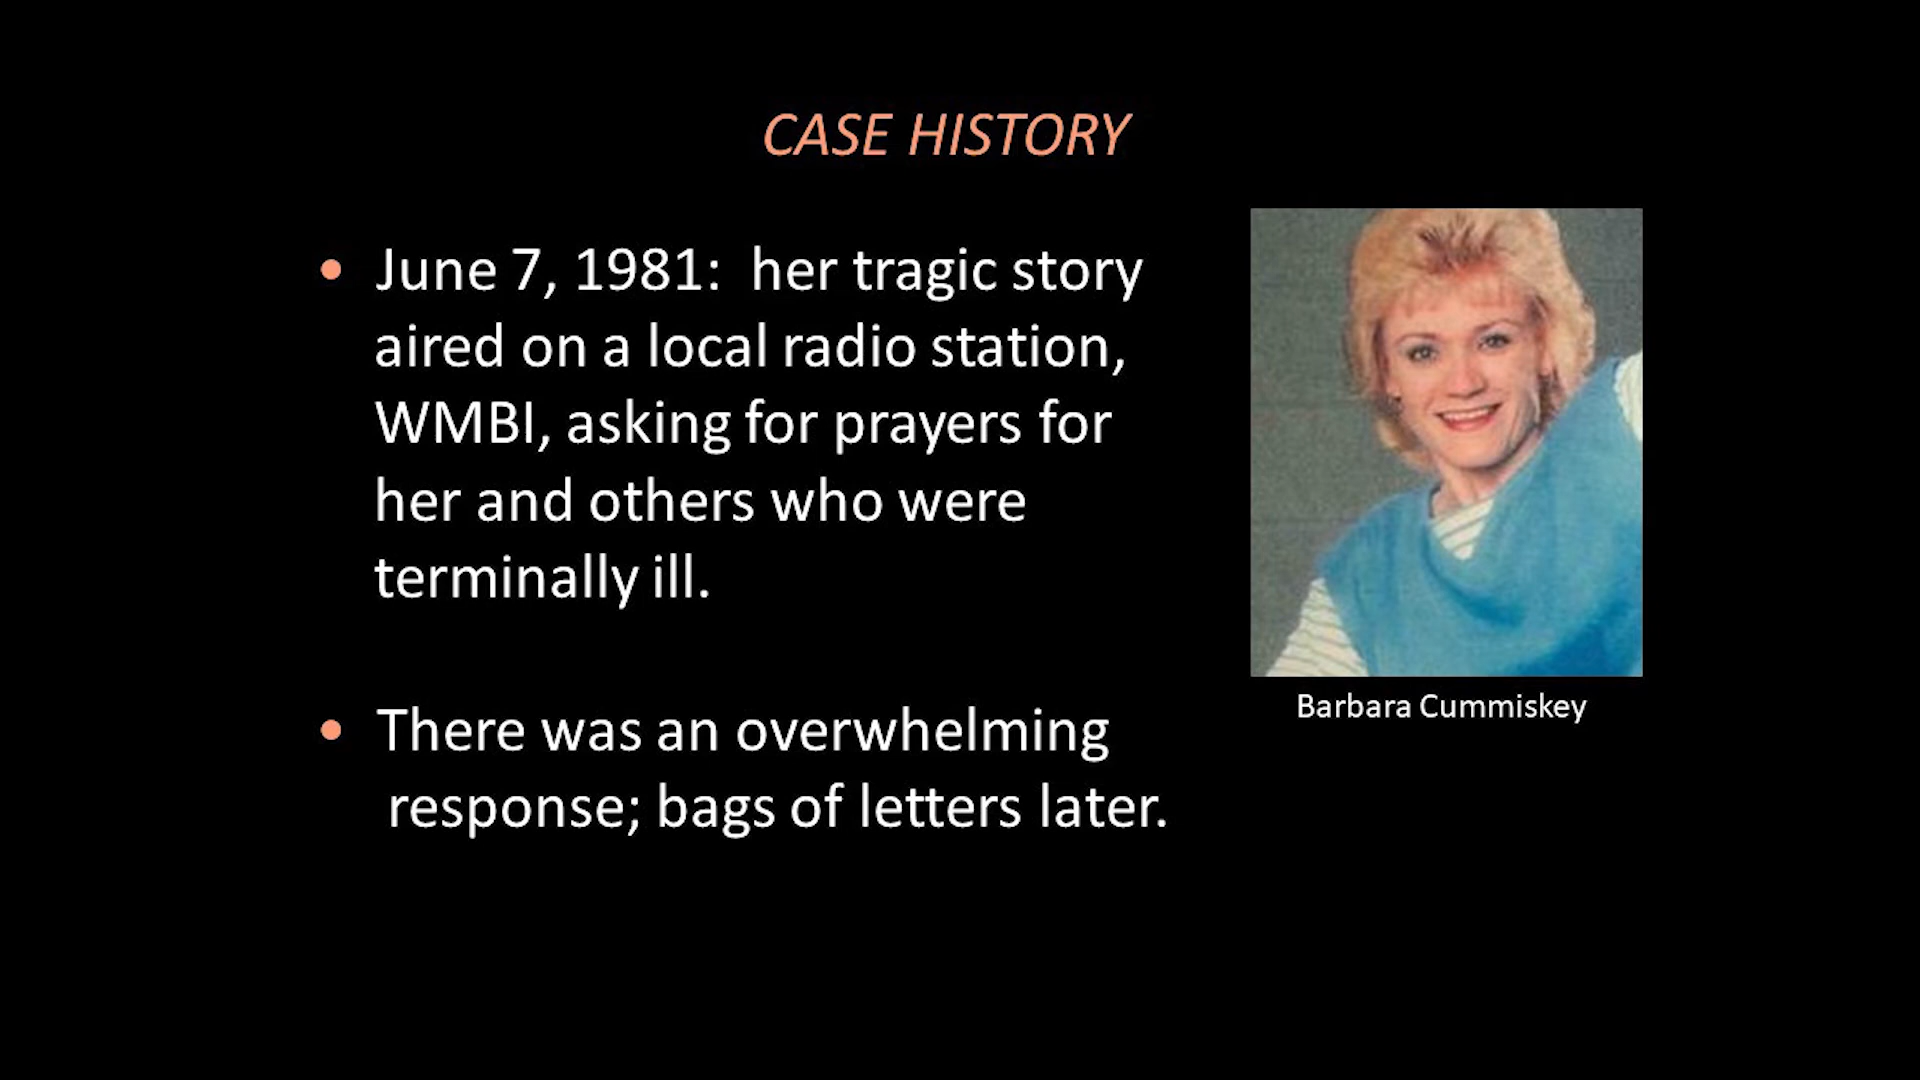 CASE HISTORY
• June 7, 1981:  her tragic story
aired on a local radio station,
WMBI, asking for prayers for
her and others who were
terminally ill.
• There was an overwhelming
response; bags of letters later.
Barbara Cummiskey